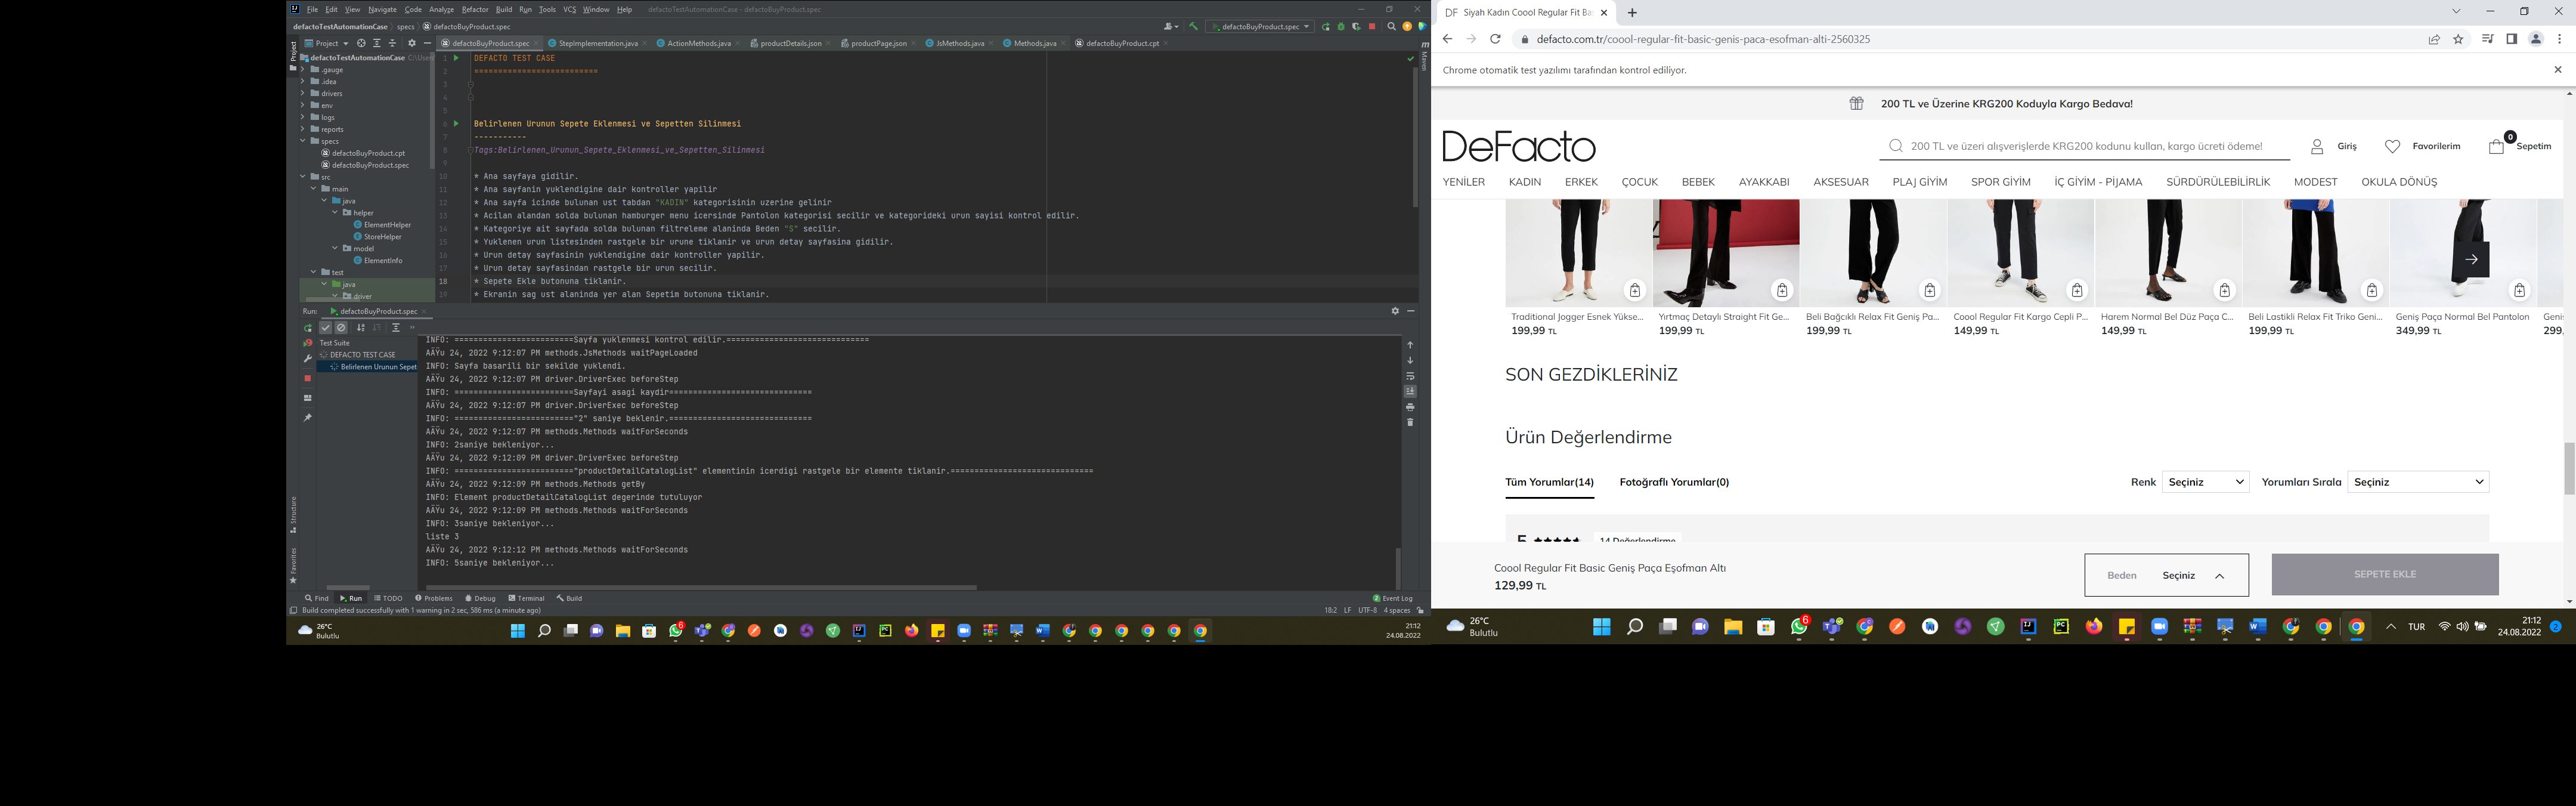 File Edit View Navigate Code Analyze Refactor Build Run Tools VCS Window Help defactoTestAutomationCase - defactoBuyProduct.spec
defactoTestAutomationCase specs defactoBuyProduct.spec
defactoBuyProduct.spec
Project
defactoBuyProduct.spec StepImplementation.java ActionMethods.java productDetails.json productPage.json JsMethods.java Methods.java defactoBuyProduct.cpt
Project
Maven
defactoTestAutomationCase C:\Users
.gauge
.idea
drivers
env
logs
reports
specs
defactoBuyProduct.cpt
defactoBuyProduct.spec
src
main
java
helper
ElementHelper
StoreHelper
model
ElementInfo
test
java
driver
1 DEFACTO TEST CASE
2 ==========================
3
4
5
6 Belirlenen Urunun Sepete Eklenmesi ve Sepetten Silinmesi
7 -----------
8 Tags:Belirlenen_Urunun_Sepete_Eklenmesi_ve_Sepetten_Silinmesi
9
10 * Ana sayfaya gidilir.
11 * Ana sayfanin yuklendigine dair kontroller yapilir
12 * Ana sayfa icinde bulunan ust tabdan "KADIN" kategorisinin uzerine gelinir
13 * Acilan alandan solda bulunan hamburger menu icersinde Pantolon kategorisi secilir ve kategorideki urun sayisi kontrol edilir.
14 * Kategoriye ait sayfada solda bulunan filtreleme alaninda Beden "S" secilir.
15 * Yuklenen urun listesinden rastgele bir urune tiklanir ve urun detay sayfasina gidilir.
16 * Urun detay sayfasinin yuklendigine dair kontroller yapilir.
17 * Urun detay sayfasindan rastgele bir urun secilir.
18 * Sepete Ekle butonuna tiklanir.
19 * Ekranin sag ust alaninda yer alan Sepetim butonuna tiklanir.
Run: defactoBuyProduct.spec
Test Suite
DEFACTO TEST CASE
Belirlenen Urunun Sepet
INFO: =========================Sayfa yuklenmesi kontrol edilir.==============================
AÄŸu 24, 2022 9:12:07 PM methods.JsMethods waitPageLoaded
INFO: Sayfa basarili bir sekilde yuklendi.
AÄŸu 24, 2022 9:12:07 PM driver.DriverExec beforeStep
INFO: =========================Sayfayi asagi kaydir==============================
AÄŸu 24, 2022 9:12:07 PM driver.DriverExec beforeStep
INFO: ========================="2" saniye beklenir.==============================
AÄŸu 24, 2022 9:12:07 PM methods.Methods waitForSeconds
INFO: 2saniye bekleniyor...
AÄŸu 24, 2022 9:12:09 PM driver.DriverExec beforeStep
INFO: ========================="productDetailCatalogList" elementinin icerdigi rastgele bir elemente tiklanir.==============================
AÄŸu 24, 2022 9:12:09 PM methods.Methods getBy
INFO: Element productDetailCatalogList degerinde tutuluyor
AÄŸu 24, 2022 9:12:09 PM methods.Methods waitForSeconds
INFO: 3saniye bekleniyor...
liste 3
AÄŸu 24, 2022 9:12:12 PM methods.Methods waitForSeconds
INFO: 5saniye bekleniyor...
Structure
Favorites
Find Run TODO Problems Debug Terminal Build 2 Event Log
Build completed successfully with 1 warning in 2 sec, 586 ms (a minute ago) 18:2 LF UTF-8 4 spaces
26°C
Bulutlu
6
21:12
24.08.2022
DF Siyah Kadın Coool Regular Fit Ba
defacto.com.tr/coool-regular-fit-basic-genis-paca-esofman-alti-2560325
Chrome otomatik test yazılımı tarafından kontrol ediliyor.
200 TL ve Üzerine KRG200 Koduyla Kargo Bedava!
DeFacto
200 TL ve üzeri alışverişlerde KRG200 kodunu kullan, kargo ücreti ödeme!
Giriş Favorilerim 0 Sepetim
YENİLER KADIN ERKEK ÇOCUK BEBEK AYAKKABI AKSESUAR PLAJ GİYİM SPOR GİYİM İÇ GİYİM - PİJAMA SÜRDÜRÜLEBİLİRLİK MODEST OKULA DÖNÜŞ
Traditional Jogger Esnek Yükse... Yırtmaç Detaylı Straight Fit Ge... Beli Bağcıklı Relax Fit Geniş Pa... Coool Regular Fit Kargo Cepli P... Harem Normal Bel Düz Paça C... Beli Lastikli Relax Fit Triko Geni... Geniş Paça Normal Bel Pantolon Geniş
199,99 TL 199,99 TL 199,99 TL 149,99 TL 149,99 TL 199,99 TL 349,99 TL 299,
SON GEZDİKLERİNİZ
Ürün Değerlendirme
Tüm Yorumlar(14) Fotoğraflı Yorumlar(0) Renk Seçiniz Yorumları Sırala Seçiniz
5 14 Değerlendirme
Coool Regular Fit Basic Geniş Paça Eşofman Altı
129,99 TL
Beden Seçiniz
SEPETE EKLE
26°C
Bulutlu
6
TUR
21:12
24.08.2022
2